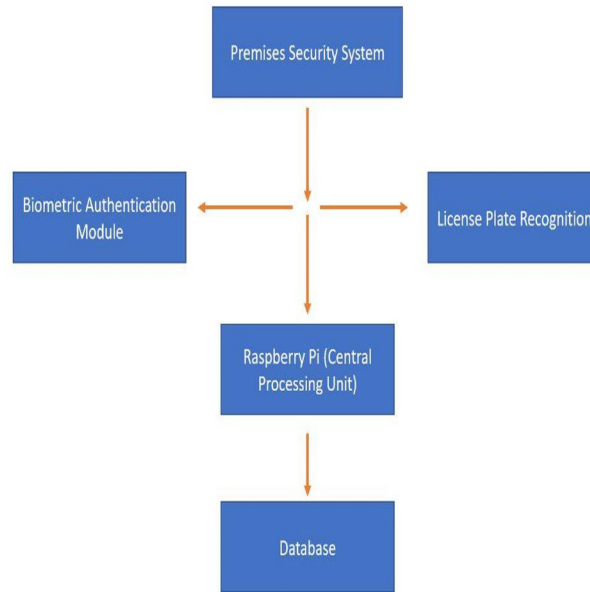 Premises Security System
Biometric Authentication
Module
License Plate Recognition
Raspberry Pi (Central
Processing Unit)
Database